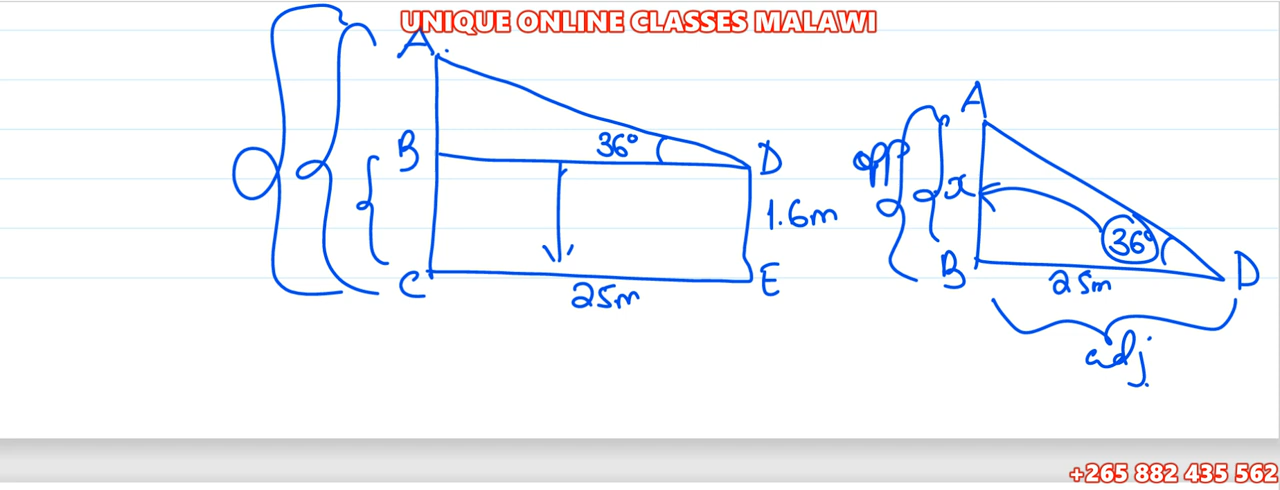 UNIQUE ONLINE CLASSES MALAWI
A
B
36°
D
1.6m
C
E
25m
A
opp
x
36°
B
25m
D
adj.
+265 882 435 562